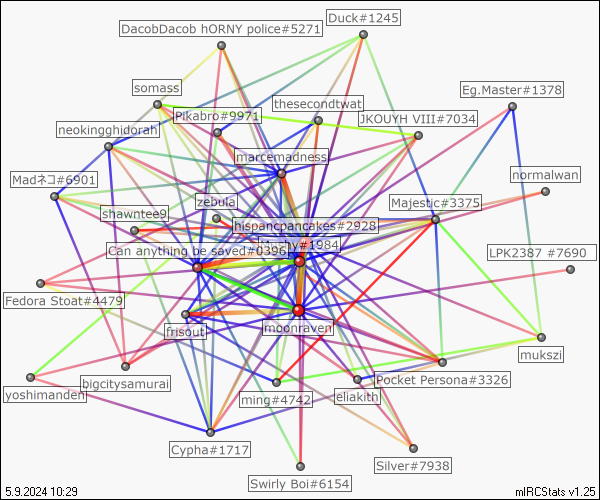 Duck#1245
DacobDacob hORNY police#5271
somass
Eg.Master#1378
thesecondtwat
Pikabro#9971
JKOUYH VIII#7034
neokingghidorah
marcemadness
Madネコ#6901
normalwan
zebula
Majestic#3375
shawntee9
hispancpancakes#2928
#1984
Can anything be saved#0396
LPK2387 #7690
Fedora Stoat#4479
frisout
moonraven
mukszi
bigcitysamurai
Pocket Persona#3326
yoshimanden
ming#4742
eliakith
Cypha#1717
Silver#7938
Swirly Boi#6154
5.9.2024 10:29
mIRCStats v1.25